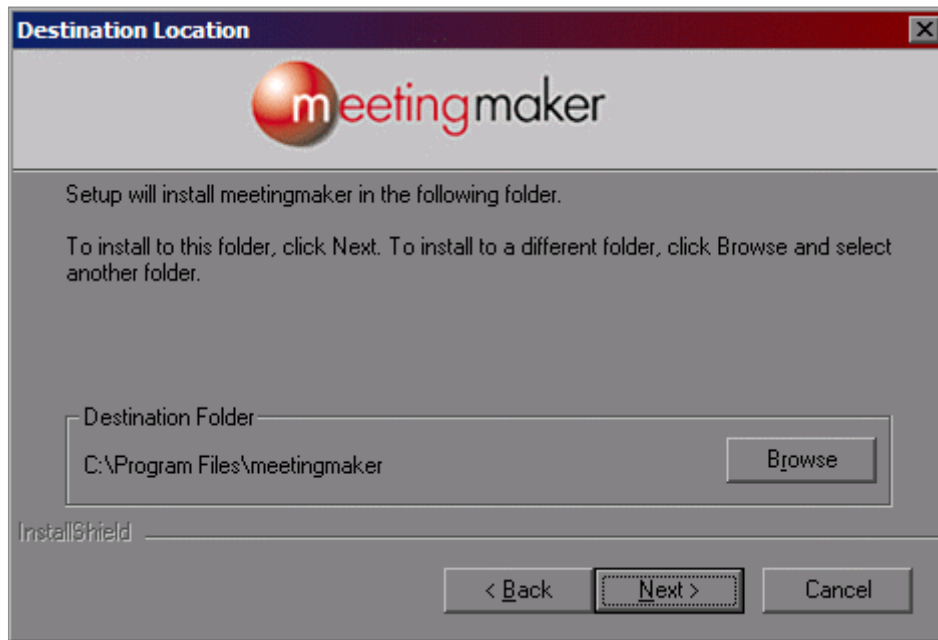 Destination Location
meetingmaker
Setup will install meetingmaker in the following folder.
To install to this folder, click Next. To install to a different folder, click Browse and select
another folder.
Destination Folder
C:\Program Files\meetingmaker
Browse
InstallShield
< Back
Next >
Cancel